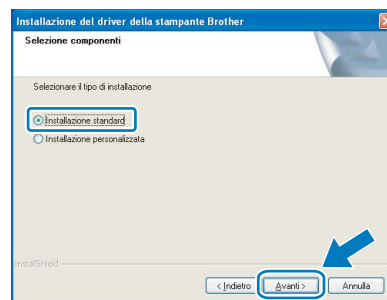 Installazione del driver della stampante Brother
Selezione componenti
Selezionare il tipo di installazione
Installazione standard
Installazione personalizzata
InstallShield
< Indietro
Avanti >
Annulla